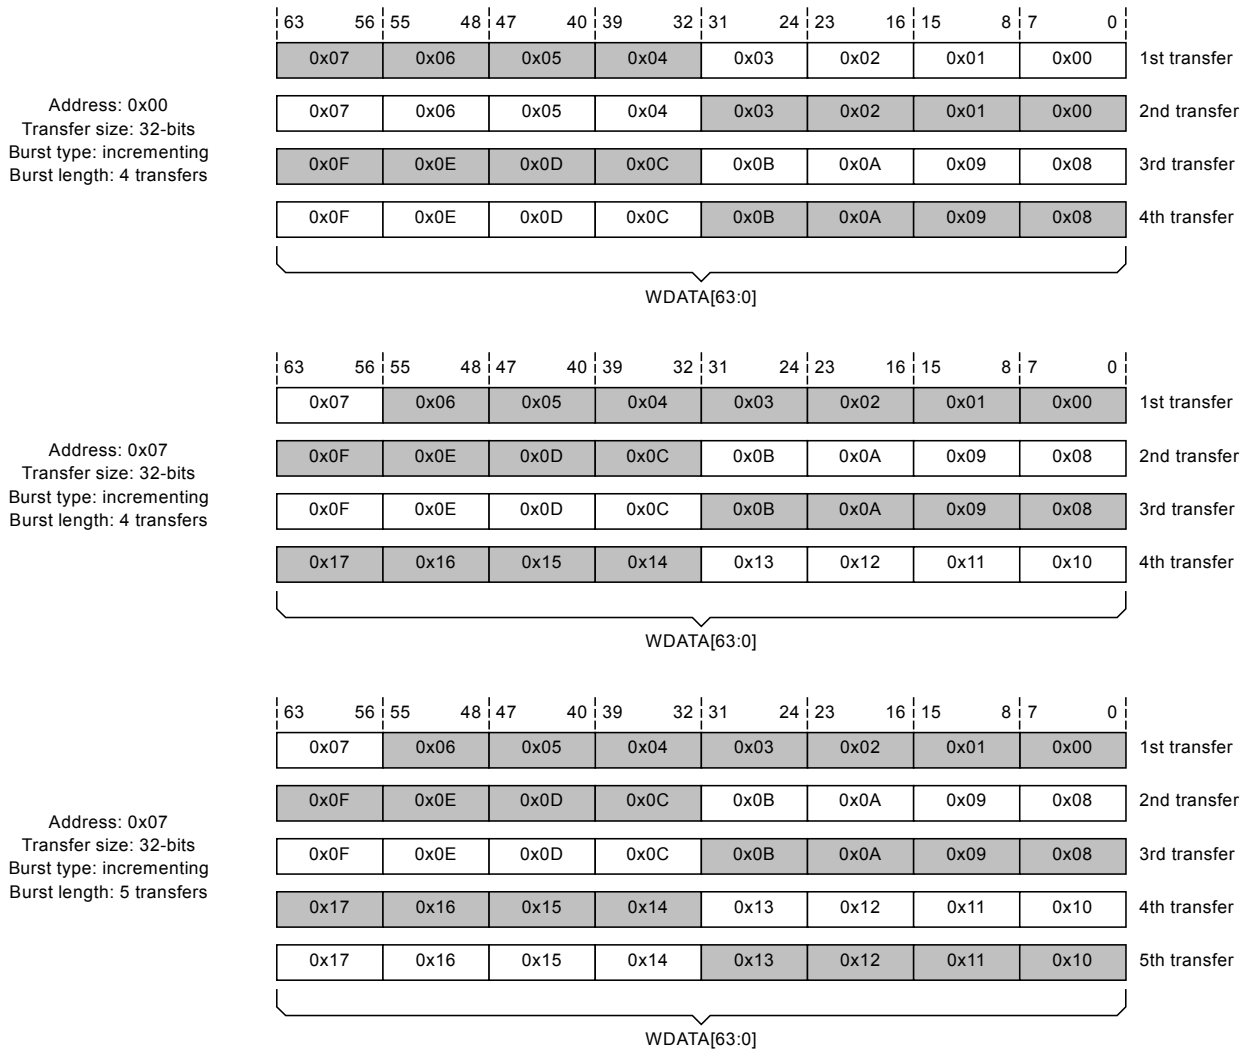 63 56 55 48 47 40 39 32 31 24 23 16 15 8 7 0
0x07 0x06 0x05 0x04 0x03 0x02 0x01 0x00 1st transfer
Address: 0x00
Transfer size: 32-bits
Burst type: incrementing
Burst length: 4 transfers
0x07 0x06 0x05 0x04 0x03 0x02 0x01 0x00 2nd transfer
0x0F 0x0E 0x0D 0x0C 0x0B 0x0A 0x09 0x08 3rd transfer
0x0F 0x0E 0x0D 0x0C 0x0B 0x0A 0x09 0x08 4th transfer
WDATA[63:0]
63 56 55 48 47 40 39 32 31 24 23 16 15 8 7 0
0x07 0x06 0x05 0x04 0x03 0x02 0x01 0x00 1st transfer
Address: 0x07
Transfer size: 32-bits
Burst type: incrementing
Burst length: 4 transfers
0x0F 0x0E 0x0D 0x0C 0x0B 0x0A 0x09 0x08 2nd transfer
0x0F 0x0E 0x0D 0x0C 0x0B 0x0A 0x09 0x08 3rd transfer
0x17 0x16 0x15 0x14 0x13 0x12 0x11 0x10 4th transfer
WDATA[63:0]
63 56 55 48 47 40 39 32 31 24 23 16 15 8 7 0
0x07 0x06 0x05 0x04 0x03 0x02 0x01 0x00 1st transfer
Address: 0x07
Transfer size: 32-bits
Burst type: incrementing
Burst length: 5 transfers
0x0F 0x0E 0x0D 0x0C 0x0B 0x0A 0x09 0x08 2nd transfer
0x0F 0x0E 0x0D 0x0C 0x0B 0x0A 0x09 0x08 3rd transfer
0x17 0x16 0x15 0x14 0x13 0x12 0x11 0x10 4th transfer
0x17 0x16 0x15 0x14 0x13 0x12 0x11 0x10 5th transfer
WDATA[63:0]